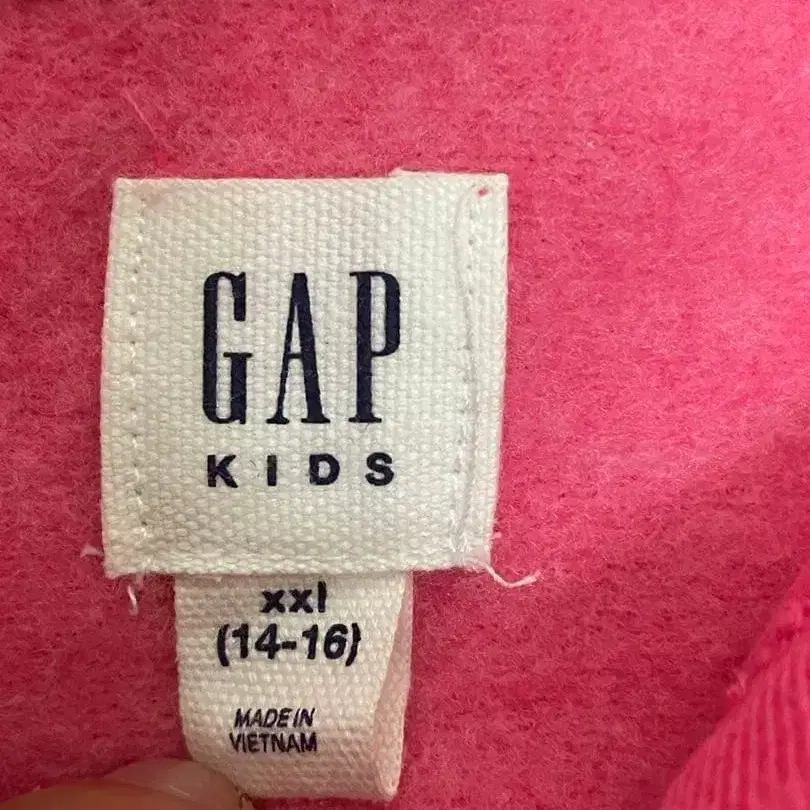 GAP
KIDS
xxl
(14-16)
MADE IN
VIETNAM